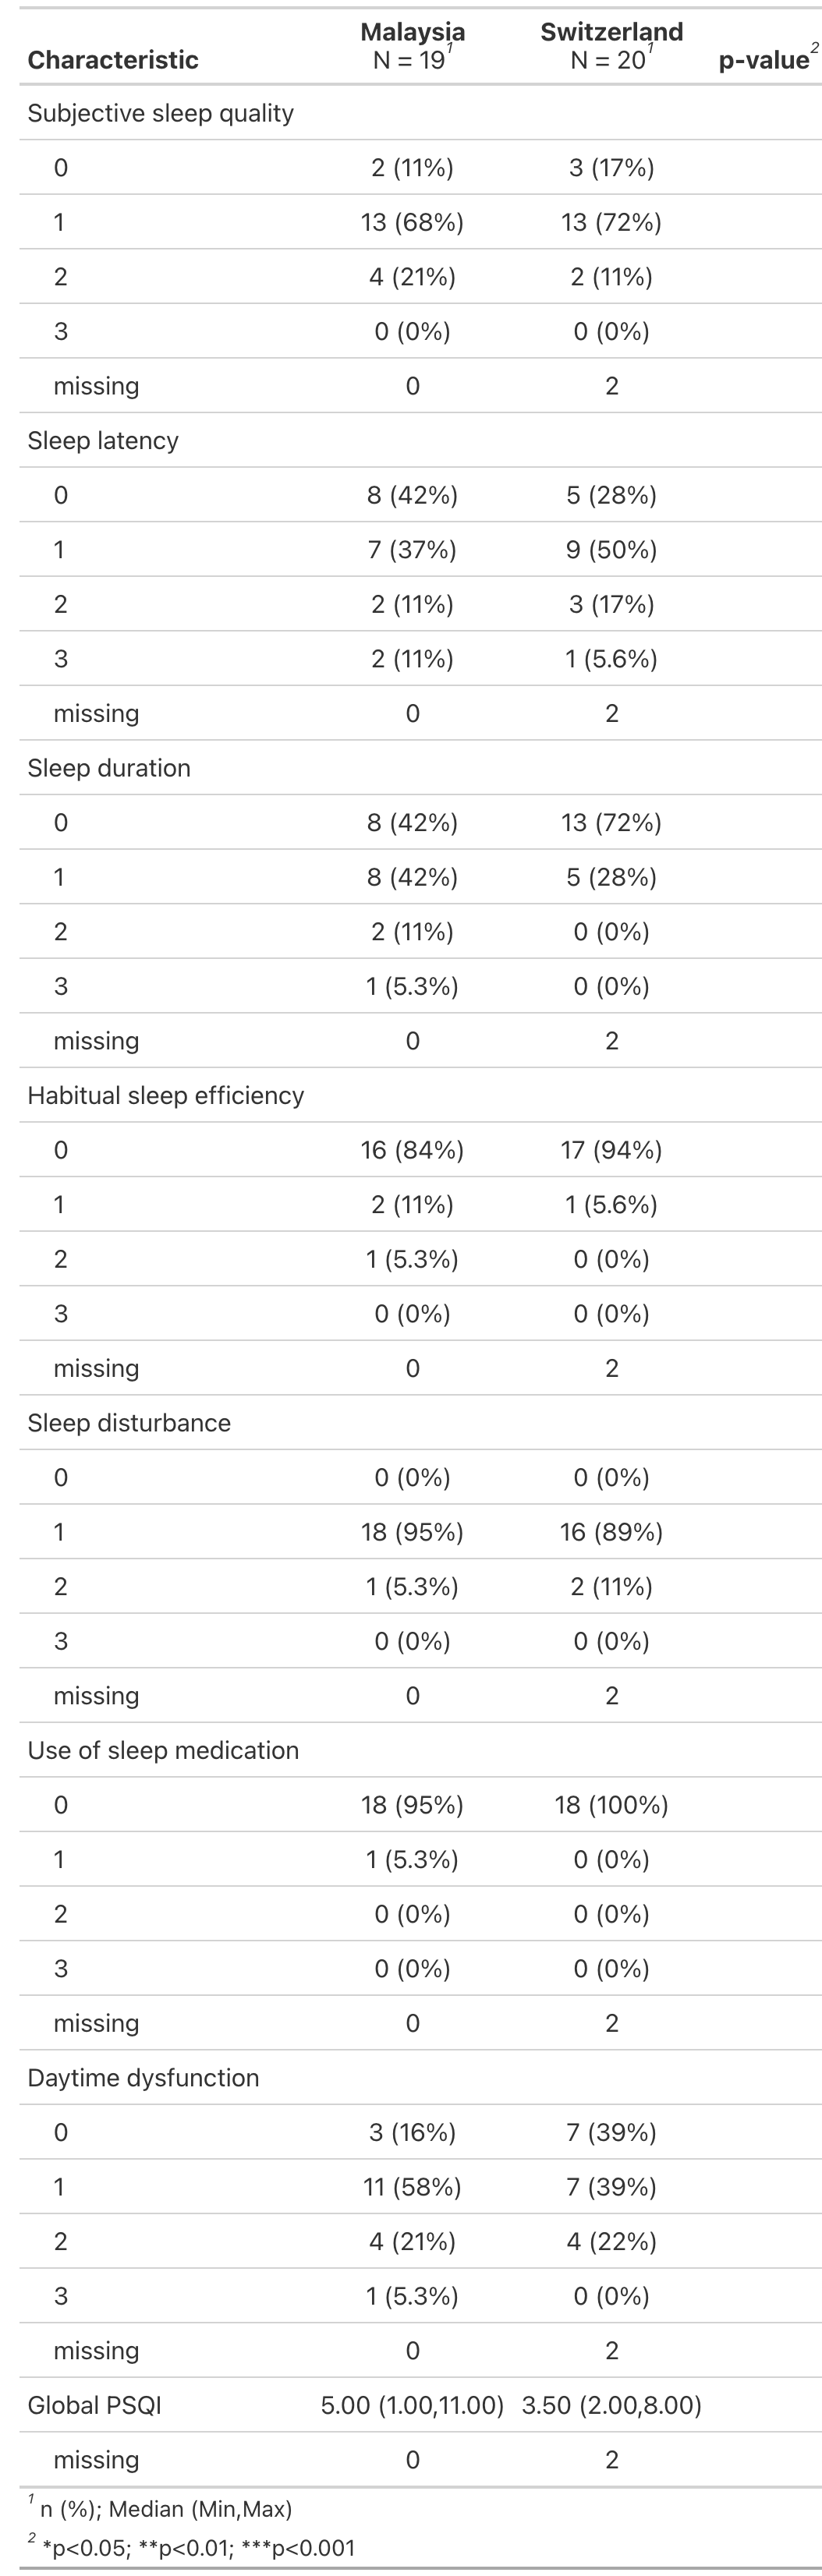 Characteristic Malaysia N = 19¹ Switzerland N = 20¹ p-value²
Subjective sleep quality
0 2 (11%) 3 (17%)
1 13 (68%) 13 (72%)
2 4 (21%) 2 (11%)
3 0 (0%) 0 (0%)
missing 0 2
Sleep latency
0 8 (42%) 5 (28%)
1 7 (37%) 9 (50%)
2 2 (11%) 3 (17%)
3 2 (11%) 1 (5.6%)
missing 0 2
Sleep duration
0 8 (42%) 13 (72%)
1 8 (42%) 5 (28%)
2 2 (11%) 0 (0%)
3 1 (5.3%) 0 (0%)
missing 0 2
Habitual sleep efficiency
0 16 (84%) 17 (94%)
1 2 (11%) 1 (5.6%)
2 1 (5.3%) 0 (0%)
3 0 (0%) 0 (0%)
missing 0 2
Sleep disturbance
0 0 (0%) 0 (0%)
1 18 (95%) 16 (89%)
2 1 (5.3%) 2 (11%)
3 0 (0%) 0 (0%)
missing 0 2
Use of sleep medication
0 18 (95%) 18 (100%)
1 1 (5.3%) 0 (0%)
2 0 (0%) 0 (0%)
3 0 (0%) 0 (0%)
missing 0 2
Daytime dysfunction
0 3 (16%) 7 (39%)
1 11 (58%) 7 (39%)
2 4 (21%) 4 (22%)
3 1 (5.3%) 0 (0%)
missing 0 2
Global PSQI 5.00 (1.00,11.00) 3.50 (2.00,8.00)
missing 0 2
¹ n (%); Median (Min,Max)
² *p<0.05; **p<0.01; ***p<0.001